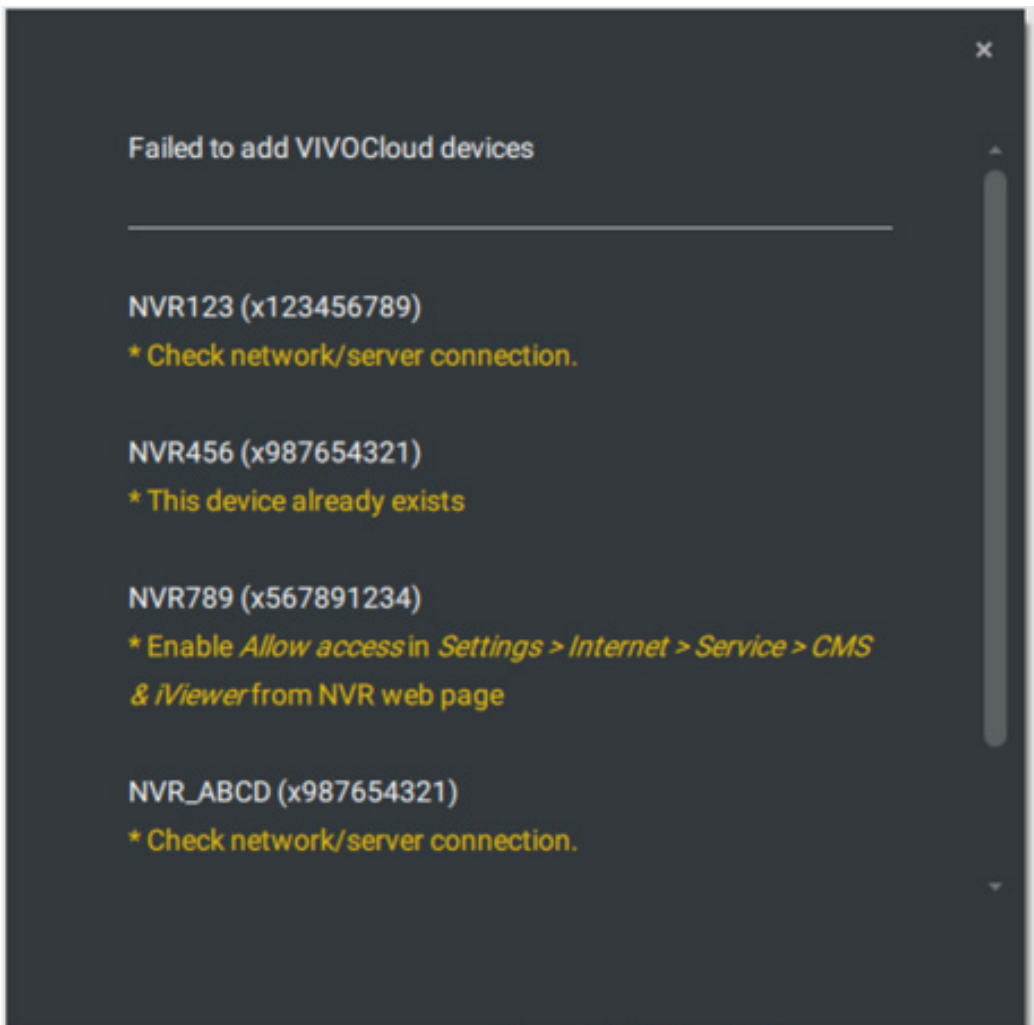 Failed to add VIVOCloud devices
NVR123 (x123456789)
* Check network/server connection.
NVR456 (x987654321)
* This device already exists
NVR789 (x567891234)
* Enable Allow access in Settings > Internet > Service > CMS
& iViewer from NVR web page
NVR_ABCD (x987654321)
* Check network/server connection.